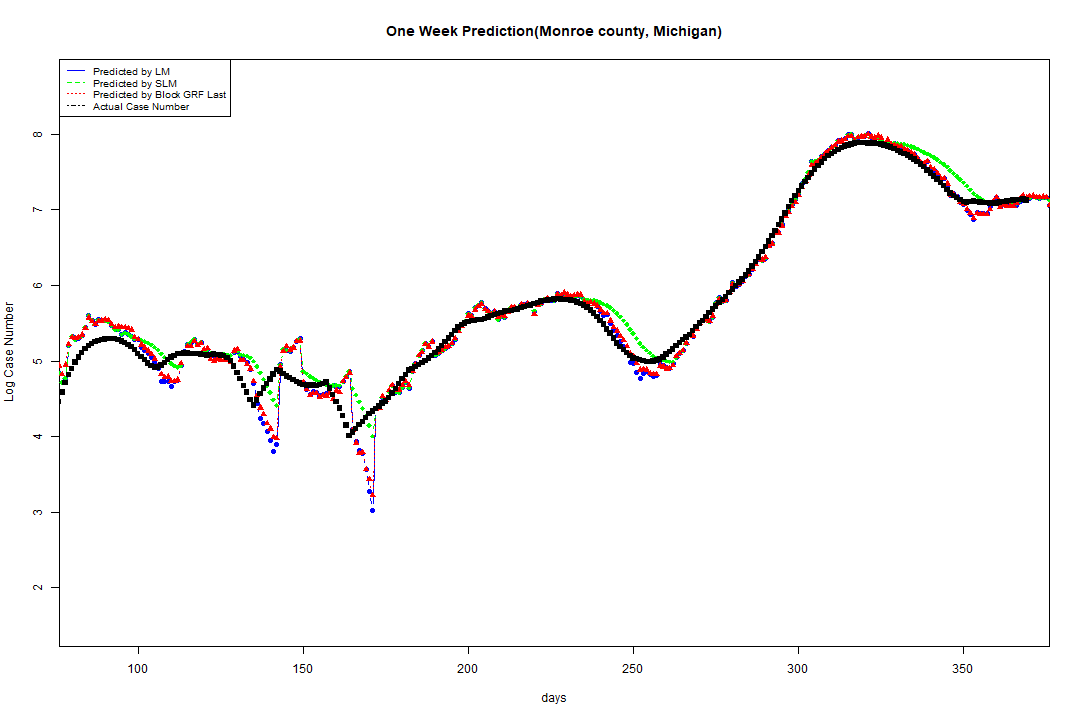 One Week Prediction(Monroe county, Michigan)
Predicted by LM
Predicted by SLM
Predicted by Block GRF Last
Actual Case Number
Log Case Number
8
7
6
5
4
3
2
100 150 200 250 300 350
days